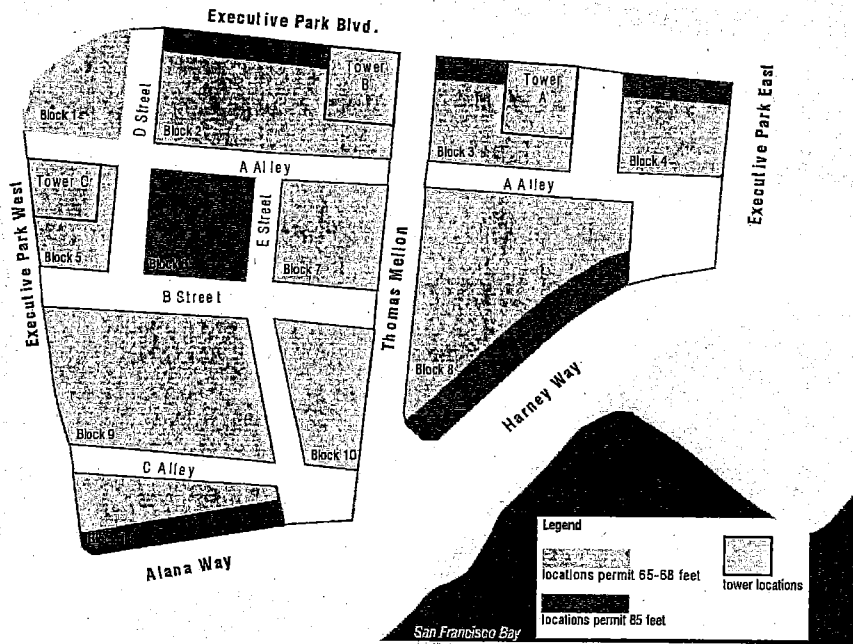 Executive Park Blvd.
Tower
B
Tower
A
D Street
Block 1
Block 2
Block 3
Block 4
Executive Park East
A Alley
A Alley
Tower C
Executive Park West
Block 5
E Street
Block 7
B Street
Thomas Mellon
Block 8
Harney Way
Block 9
Block 10
C Alley
Alana Way
Legend
locations permit 65-68 feet
tower locations
locations permit 85 feet
San Francisco Bay